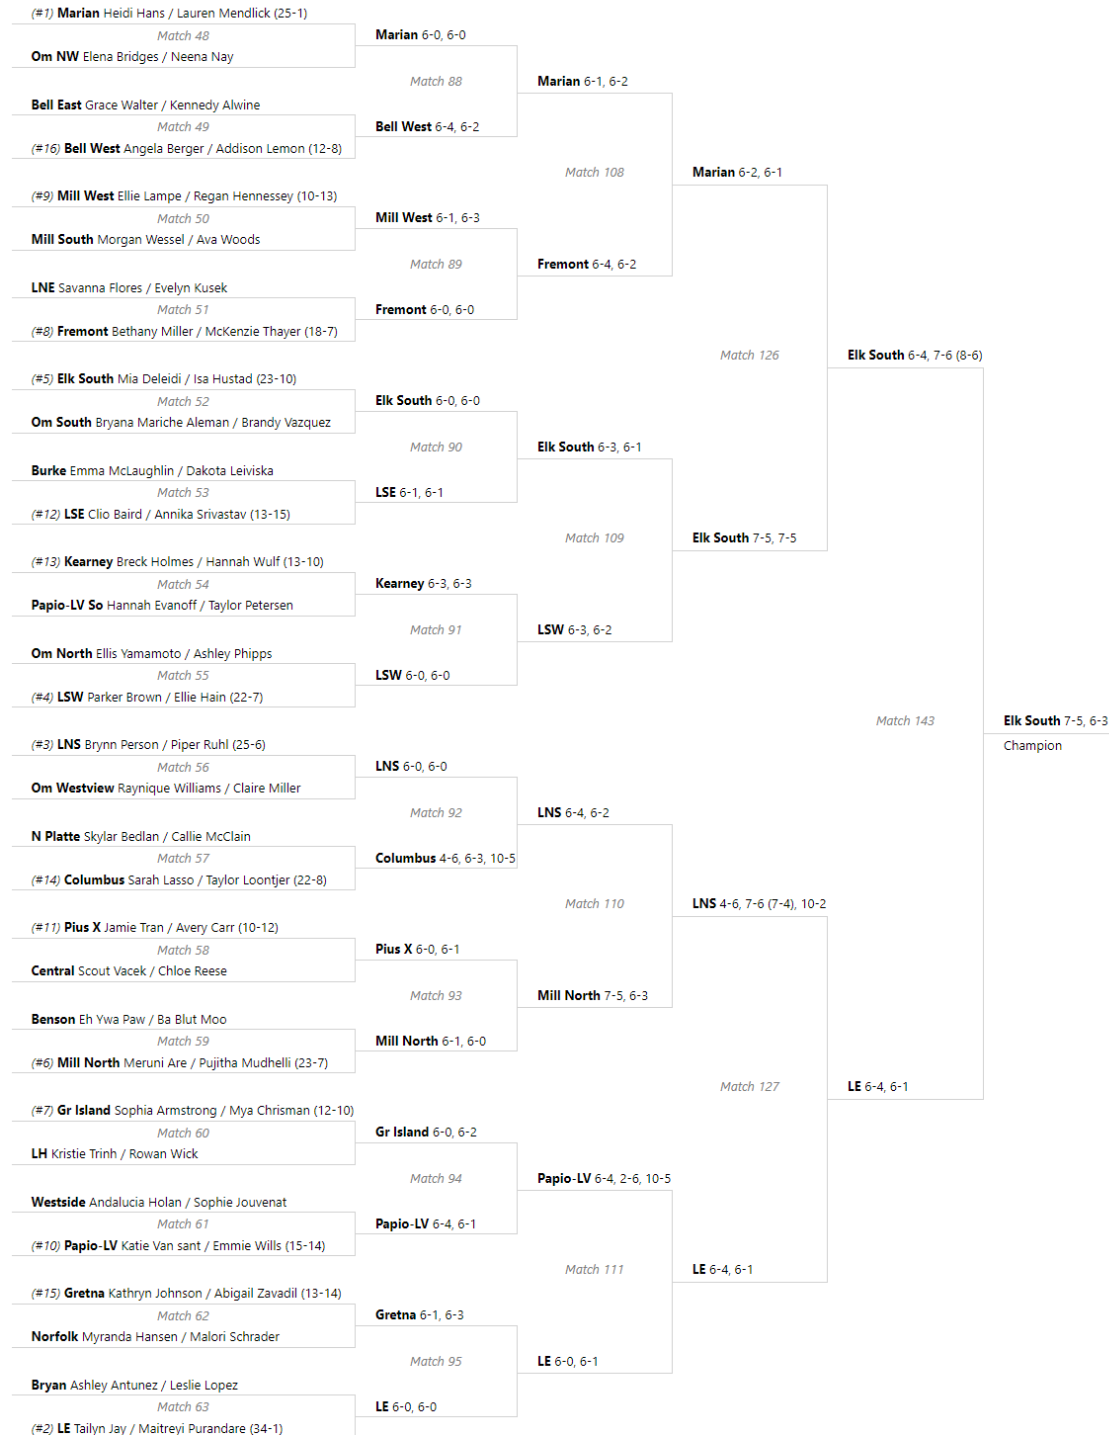 (#1) Marian Heidi Hans / Lauren Mendlick (25-1)
Match 48
Om NW Elena Bridges / Neena Nay
Bell East Grace Walter / Kennedy Alwine
Match 49
(#16) Bell West Angela Berger / Addison Lemon (12-8)
(#9) Mill West Ellie Lampe / Regan Hennessey (10-13)
Match 50
Mill South Morgan Wessel / Ava Woods
LNE Savanna Flores / Evelyn Kusek
Match 51
(#8) Fremont Bethany Miller / McKenzie Thayer (18-7)
(#5) Elk South Mia Deleidi / Isa Hustad (23-10)
Match 52
Om South Bryana Mariche Aleman / Brandy Vazquez
Burke Emma McLaughlin / Dakota Leiviska
Match 53
(#12) LSE Clio Baird / Annika Srivastav (13-15)
(#13) Kearney Breck Holmes / Hannah Wulf (13-10)
Match 54
Papio-LV So Hannah Evanoff / Taylor Petersen
Om North Ellis Yamamoto / Ashley Phipps
Match 55
(#4) LSW Parker Brown / Ellie Hain (22-7)
(#3) LNS Brynn Person / Piper Ruhl (25-6)
Match 56
Om Westview Raynique Williams / Claire Miller
N Platte Skylar Bedlan / Callie McClain
Match 57
(#14) Columbus Sarah Lasso / Taylor Loontjer (22-8)
(#11) Pius X Jamie Tran / Avery Carr (10-12)
Match 58
Central Scout Vacek / Chloe Reese
Benson Eh Ywa Paw / Ba Blut Moo
Match 59
(#6) Mill North Meruni Are / Pujitha Mudhelli (23-7)
(#7) Gr Island Sophia Armstrong / Mya Chrisman (12-10)
Match 60
LH Kristie Trinh / Rowan Wick
Westside Andalucia Holan / Sophie Jouvenat
Match 61
(#10) Papio-LV Katie Van sant / Emmie Wills (15-14)
(#15) Gretna Kathryn Johnson / Abigail Zavadil (13-14)
Match 62
Norfolk Myranda Hansen / Malori Schrader
Bryan Ashley Antunez / Leslie Lopez
Match 63
(#2) LE Tailyn Jay / Maitreyi Purandare (34-1)
Marian 6-0, 6-0
Match 88
Bell West 6-4, 6-2
Mill West 6-1, 6-3
Match 89
Fremont 6-0, 6-0
Elk South 6-0, 6-0
Match 90
LSE 6-1, 6-1
Kearney 6-3, 6-3
Match 91
LSW 6-0, 6-0
LNS 6-0, 6-0
Match 92
Columbus 4-6, 6-3, 10-5
Pius X 6-0, 6-1
Match 93
Mill North 6-1, 6-0
Gr Island 6-0, 6-2
Match 94
Papio-LV 6-4, 6-1
Gretna 6-1, 6-3
Match 95
LE 6-0, 6-0
Marian 6-1, 6-2
Match 108
Fremont 6-4, 6-2
Elk South 6-3, 6-1
Match 109
LSW 6-3, 6-2
LNS 6-4, 6-2
Match 110
Mill North 7-5, 6-3
Papio-LV 6-4, 2-6, 10-5
Match 111
LE 6-0, 6-1
Marian 6-2, 6-1
Match 126
Elk South 7-5, 7-5
LNS 4-6, 7-6 (7-4), 10-2
Match 127
LE 6-4, 6-1
Elk South 6-4, 7-6 (8-6)
Match 143
LE 6-4, 6-1
Elk South 7-5, 6-3
Champion